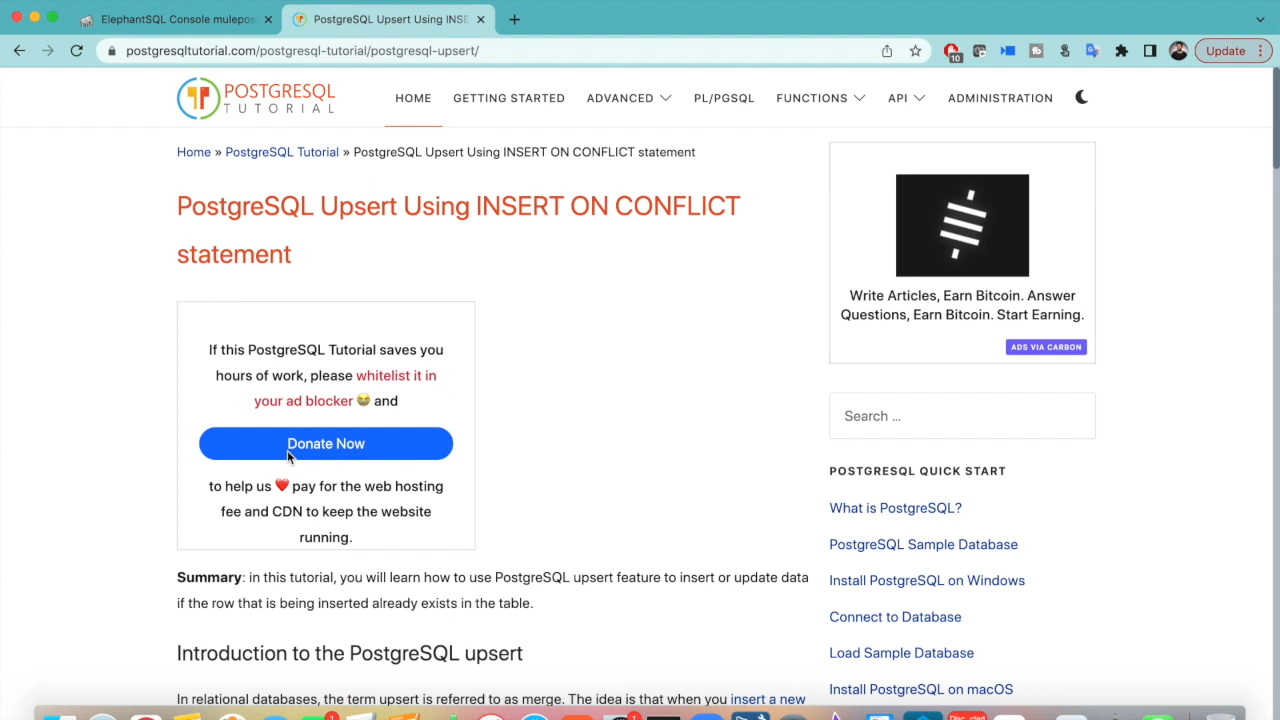 ElephantSQL Console mulepos
PostgreSQL Upsert Using INSE
postgresqltutorial.com/postgresql-tutorial/postgresql-upsert/
10
Update
POSTGRESQL
TUTORIAL
HOME
GETTING STARTED
ADVANCED
PL/PGSQL
FUNCTIONS
API
ADMINISTRATION
Home » PostgreSQL Tutorial » PostgreSQL Upsert Using INSERT ON CONFLICT statement
PostgreSQL Upsert Using INSERT ON CONFLICT
statement
If this PostgreSQL Tutorial saves you
hours of work, please whitelist it in
your ad blocker 😭 and
Donate Now
to help us ❤️ pay for the web hosting
fee and CDN to keep the website
running.
Summary: in this tutorial, you will learn how to use PostgreSQL upsert feature to insert or update data
if the row that is being inserted already exists in the table.
Introduction to the PostgreSQL upsert
In relational databases, the term upsert is referred to as merge. The idea is that when you insert a new
Write Articles, Earn Bitcoin. Answer
Questions, Earn Bitcoin. Start Earning.
ADS VIA CARBON
Search …
POSTGRESQL QUICK START
What is PostgreSQL?
PostgreSQL Sample Database
Install PostgreSQL on Windows
Connect to Database
Load Sample Database
Install PostgreSQL on macOS